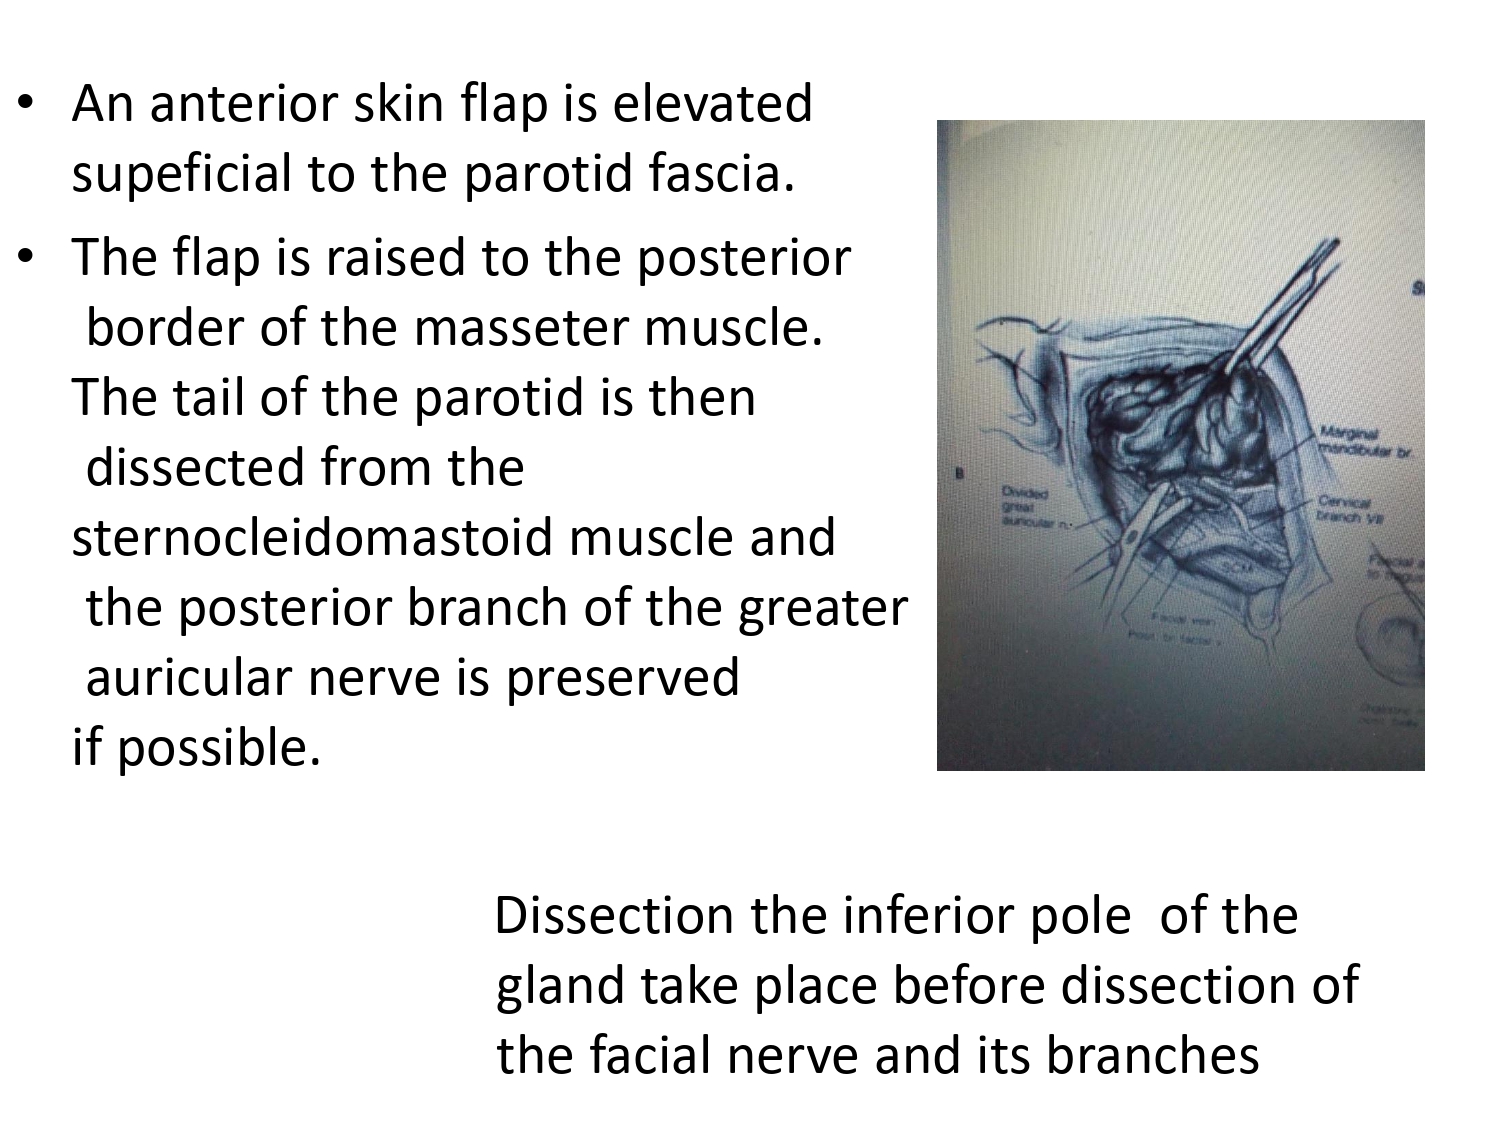 • An anterior skin flap is elevated
supeficial to the parotid fascia.
• The flap is raised to the posterior
border of the masseter muscle.
The tail of the parotid is then
dissected from the
sternocleidomastoid muscle and
the posterior branch of the greater
auricular nerve is preserved
if possible.
B
Marginal
mandibular br.
Divided
great
auricular n.
Cervical
branch VII
SCM
Facial vein
Post. br. facial v.
Dissection the inferior pole of the
gland take place before dissection of
the facial nerve and its branches